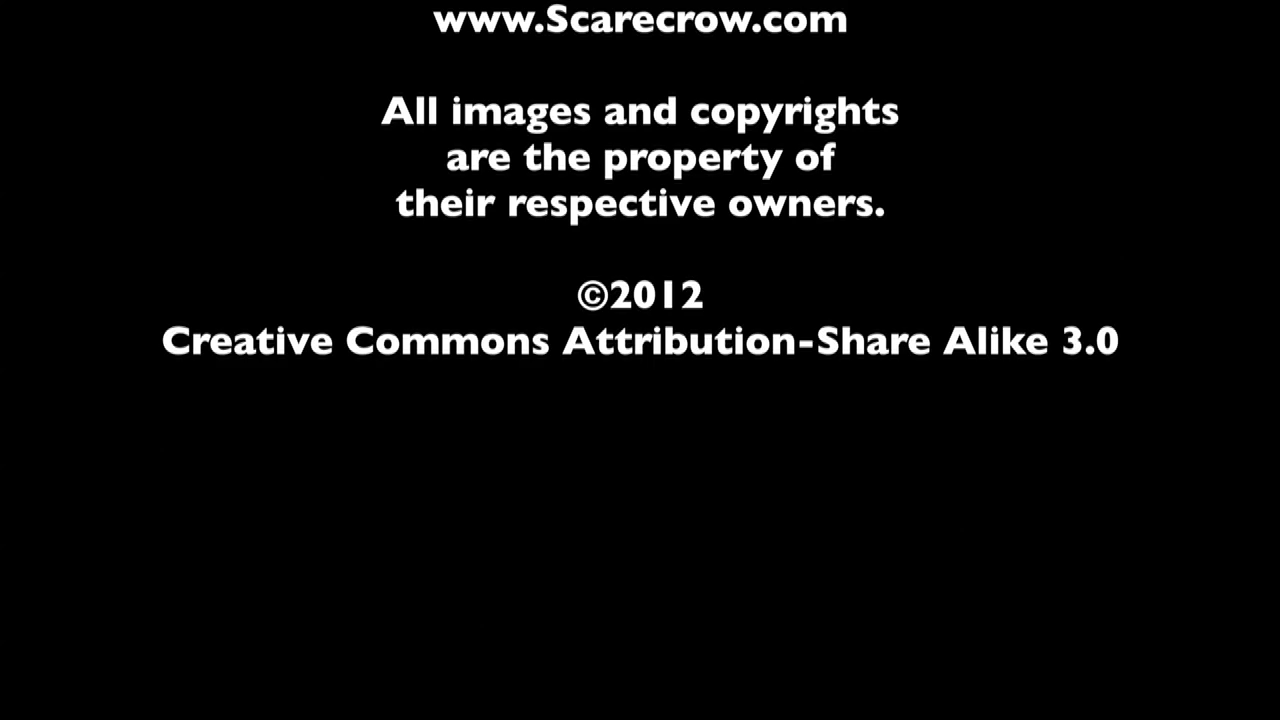 www.Scarecrow.com
All images and copyrights
are the property of
their respective owners.
©2012
Creative Commons Attribution-Share Alike 3.0